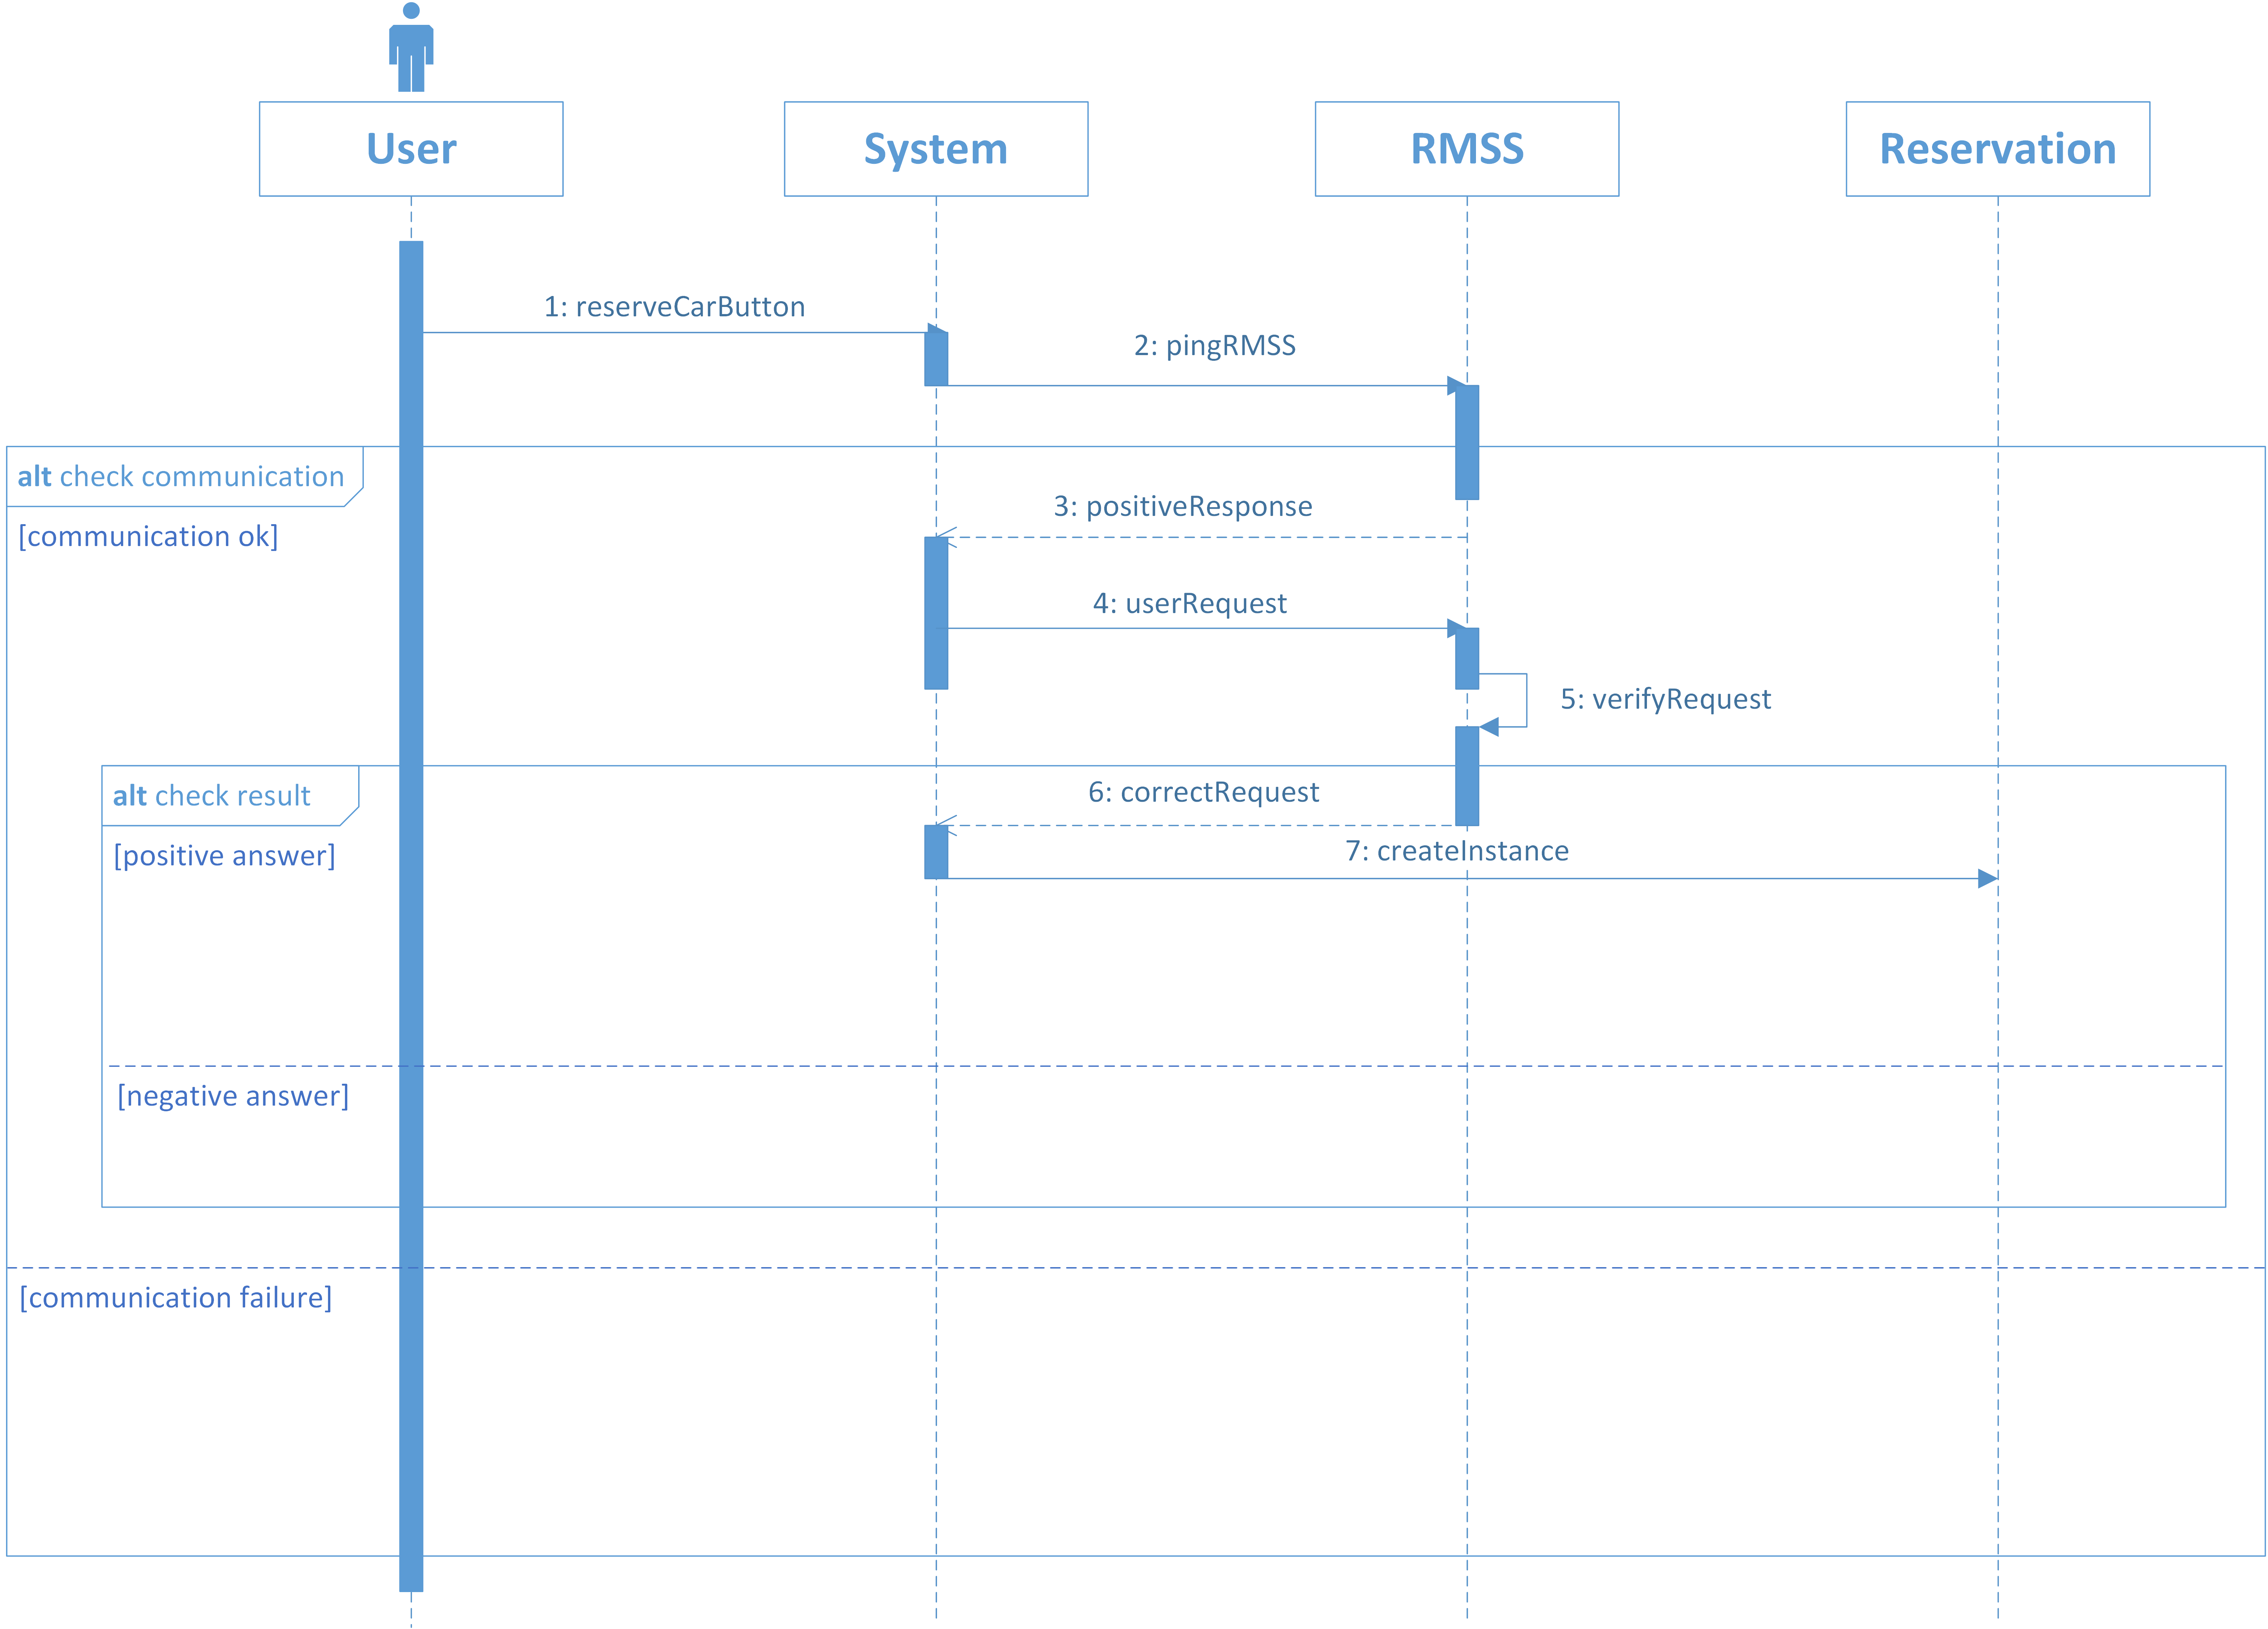 User
System
RMSS
Reservation
1: reserveCarButton
2: pingRMSS
alt check communication
3: positiveResponse
[communication ok]
4: userRequest
5: verifyRequest
alt check result
6: correctRequest
[positive answer]
7: createInstance
[negative answer]
[communication failure]